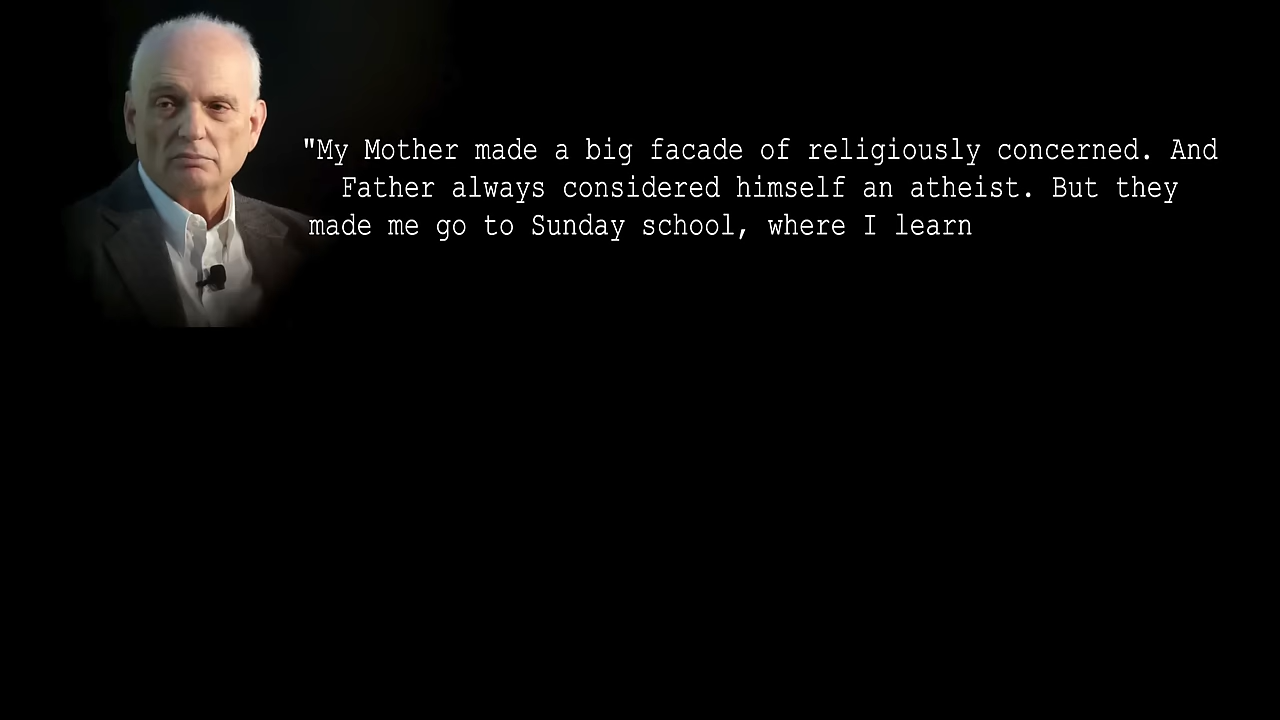 "My Mother made a big facade of religiously concerned. And
Father always considered himself an atheist. But they
made me go to Sunday school, where I learn